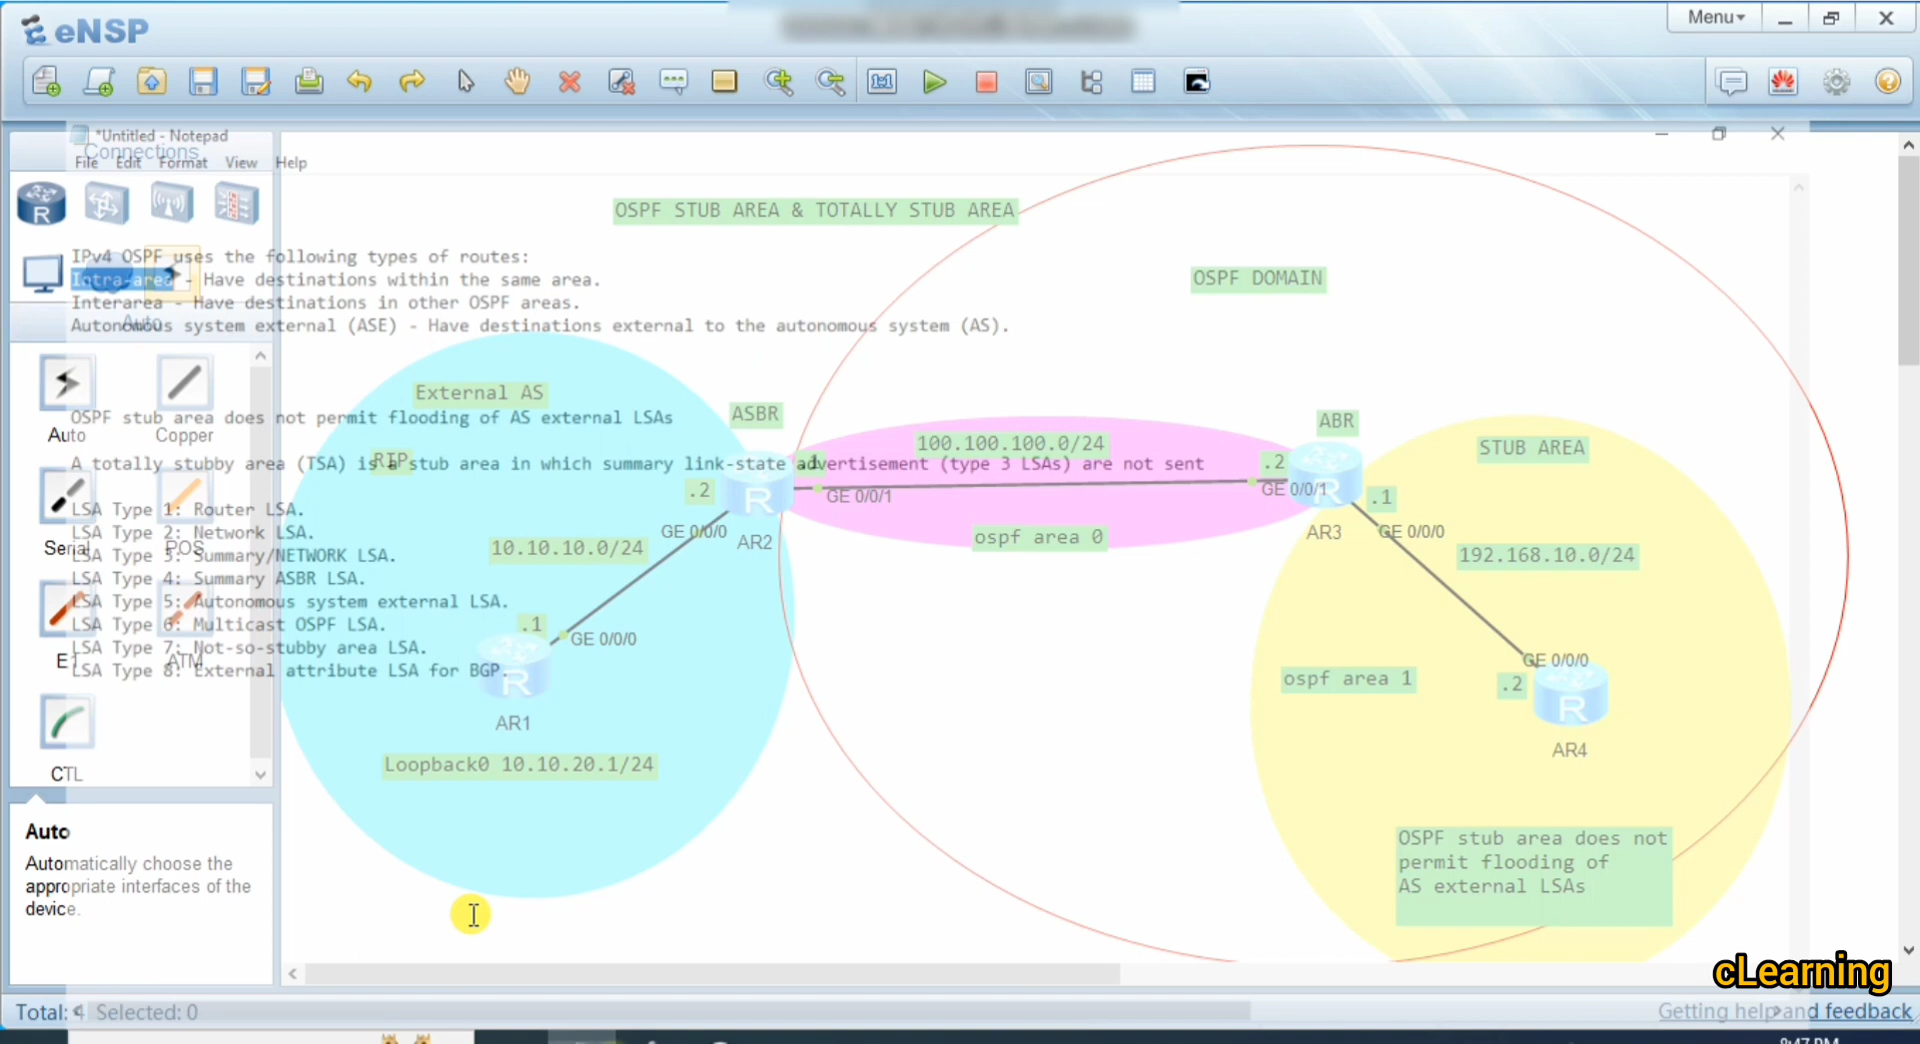 eNSP
Menu
*Untitled - Notepad
Connections
File Edit Format View Help
OSPF STUB AREA & TOTALLY STUB AREA
OSPF DOMAIN
IPv4 OSPF uses the following types of routes:
Intra-area - Have destinations within the same area.
Interarea - Have destinations in other OSPF areas.
Autonomous system external (ASE) - Have destinations external to the autonomous system (AS).
Auto
External AS
ASBR
ABR
OSPF stub area does not permit flooding of AS external LSAs
Auto
Copper
100.100.100.0/24
STUB AREA
RIP
A totally stubby area (TSA) is a stub area in which summary link-state advertisement (type 3 LSAs) are not sent
.1
.2
.2
GE 0/0/1
GE 0/0/1
.1
LSA Type 1: Router LSA.
LSA Type 2: Network LSA.
GE 0/0/0
AR2
ospf area 0
AR3
GE 0/0/0
Serial
POS
10.10.10.0/24
192.168.10.0/24
LSA Type 3: Summary/NETWORK LSA.
LSA Type 4: Summary ASBR LSA.
LSA Type 5: Autonomous system external LSA.
LSA Type 6: Multicast OSPF LSA.
.1
GE 0/0/0
LSA Type 7: Not-so-stubby area LSA.
E1
ATM
LSA Type 8: External attribute LSA for BGP.
GE 0/0/0
ospf area 1
.2
AR1
AR4
Loopback0 10.10.20.1/24
CTL
Auto
Automatically choose the
appropriate interfaces of the
device.
OSPF stub area does not
permit flooding of
AS external LSAs
cLearning
Total: 4 Selected: 0
Getting help and feedback